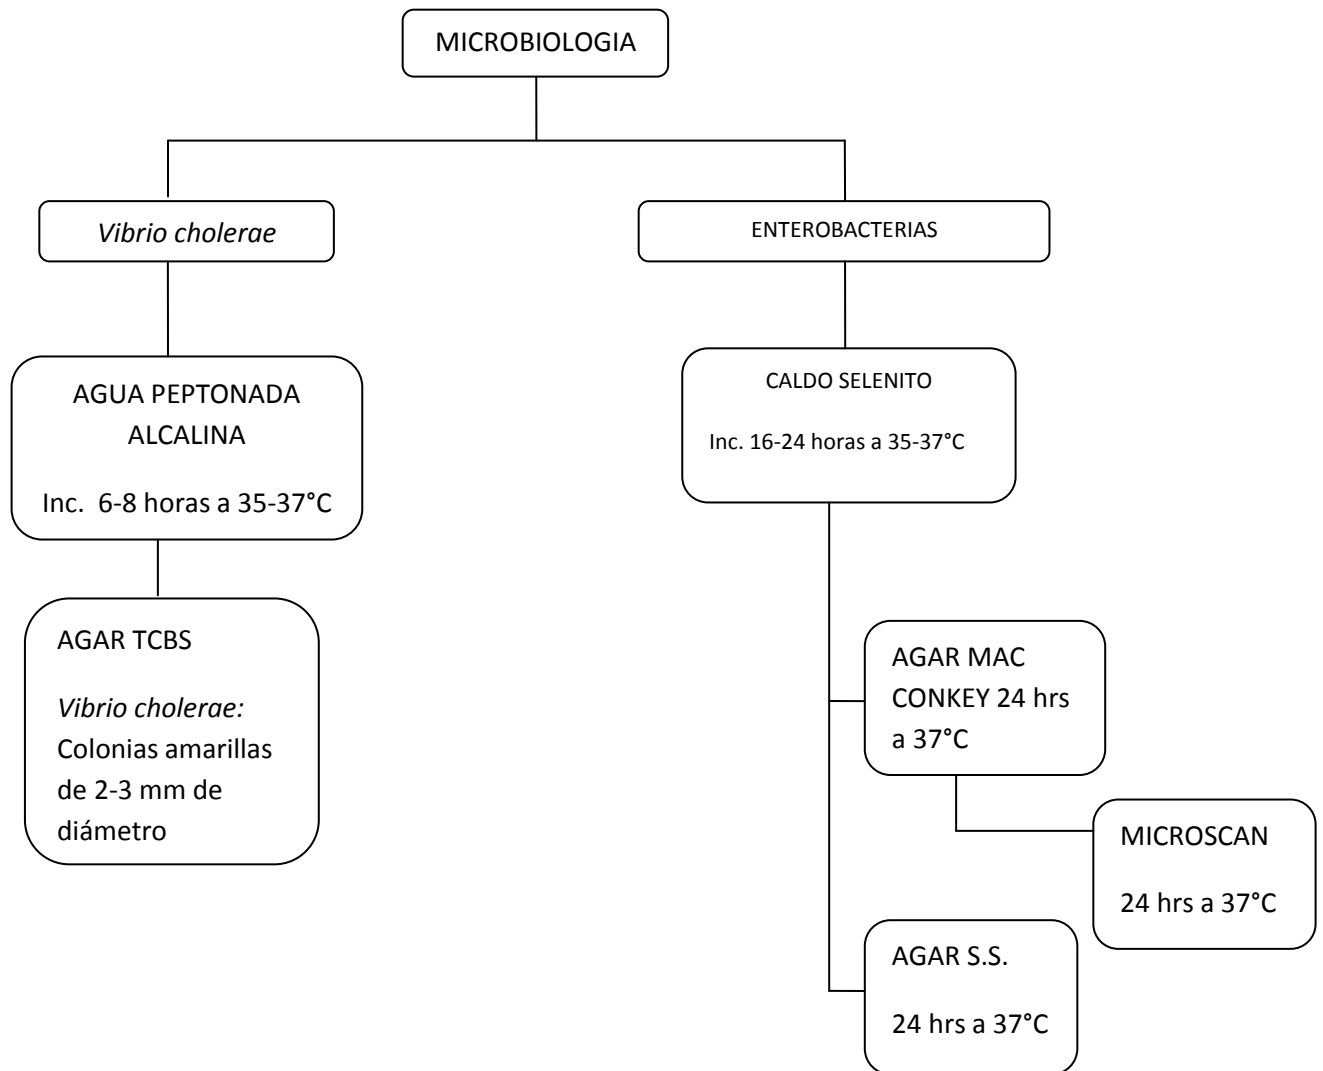 MICROBIOLOGIA
Vibrio cholerae
ENTEROBACTERIAS
AGUA PEPTONADA
ALCALINA
Inc. 6-8 horas a 35-37°C
CALDO SELENITO
Inc. 16-24 horas a 35-37°C
AGAR TCBS
Vibrio cholerae:
Colonias amarillas
de 2-3 mm de
diámetro
AGAR MAC
CONKEY 24 hrs
a 37°C
MICROSCAN
24 hrs a 37°C
AGAR S.S.
24 hrs a 37°C